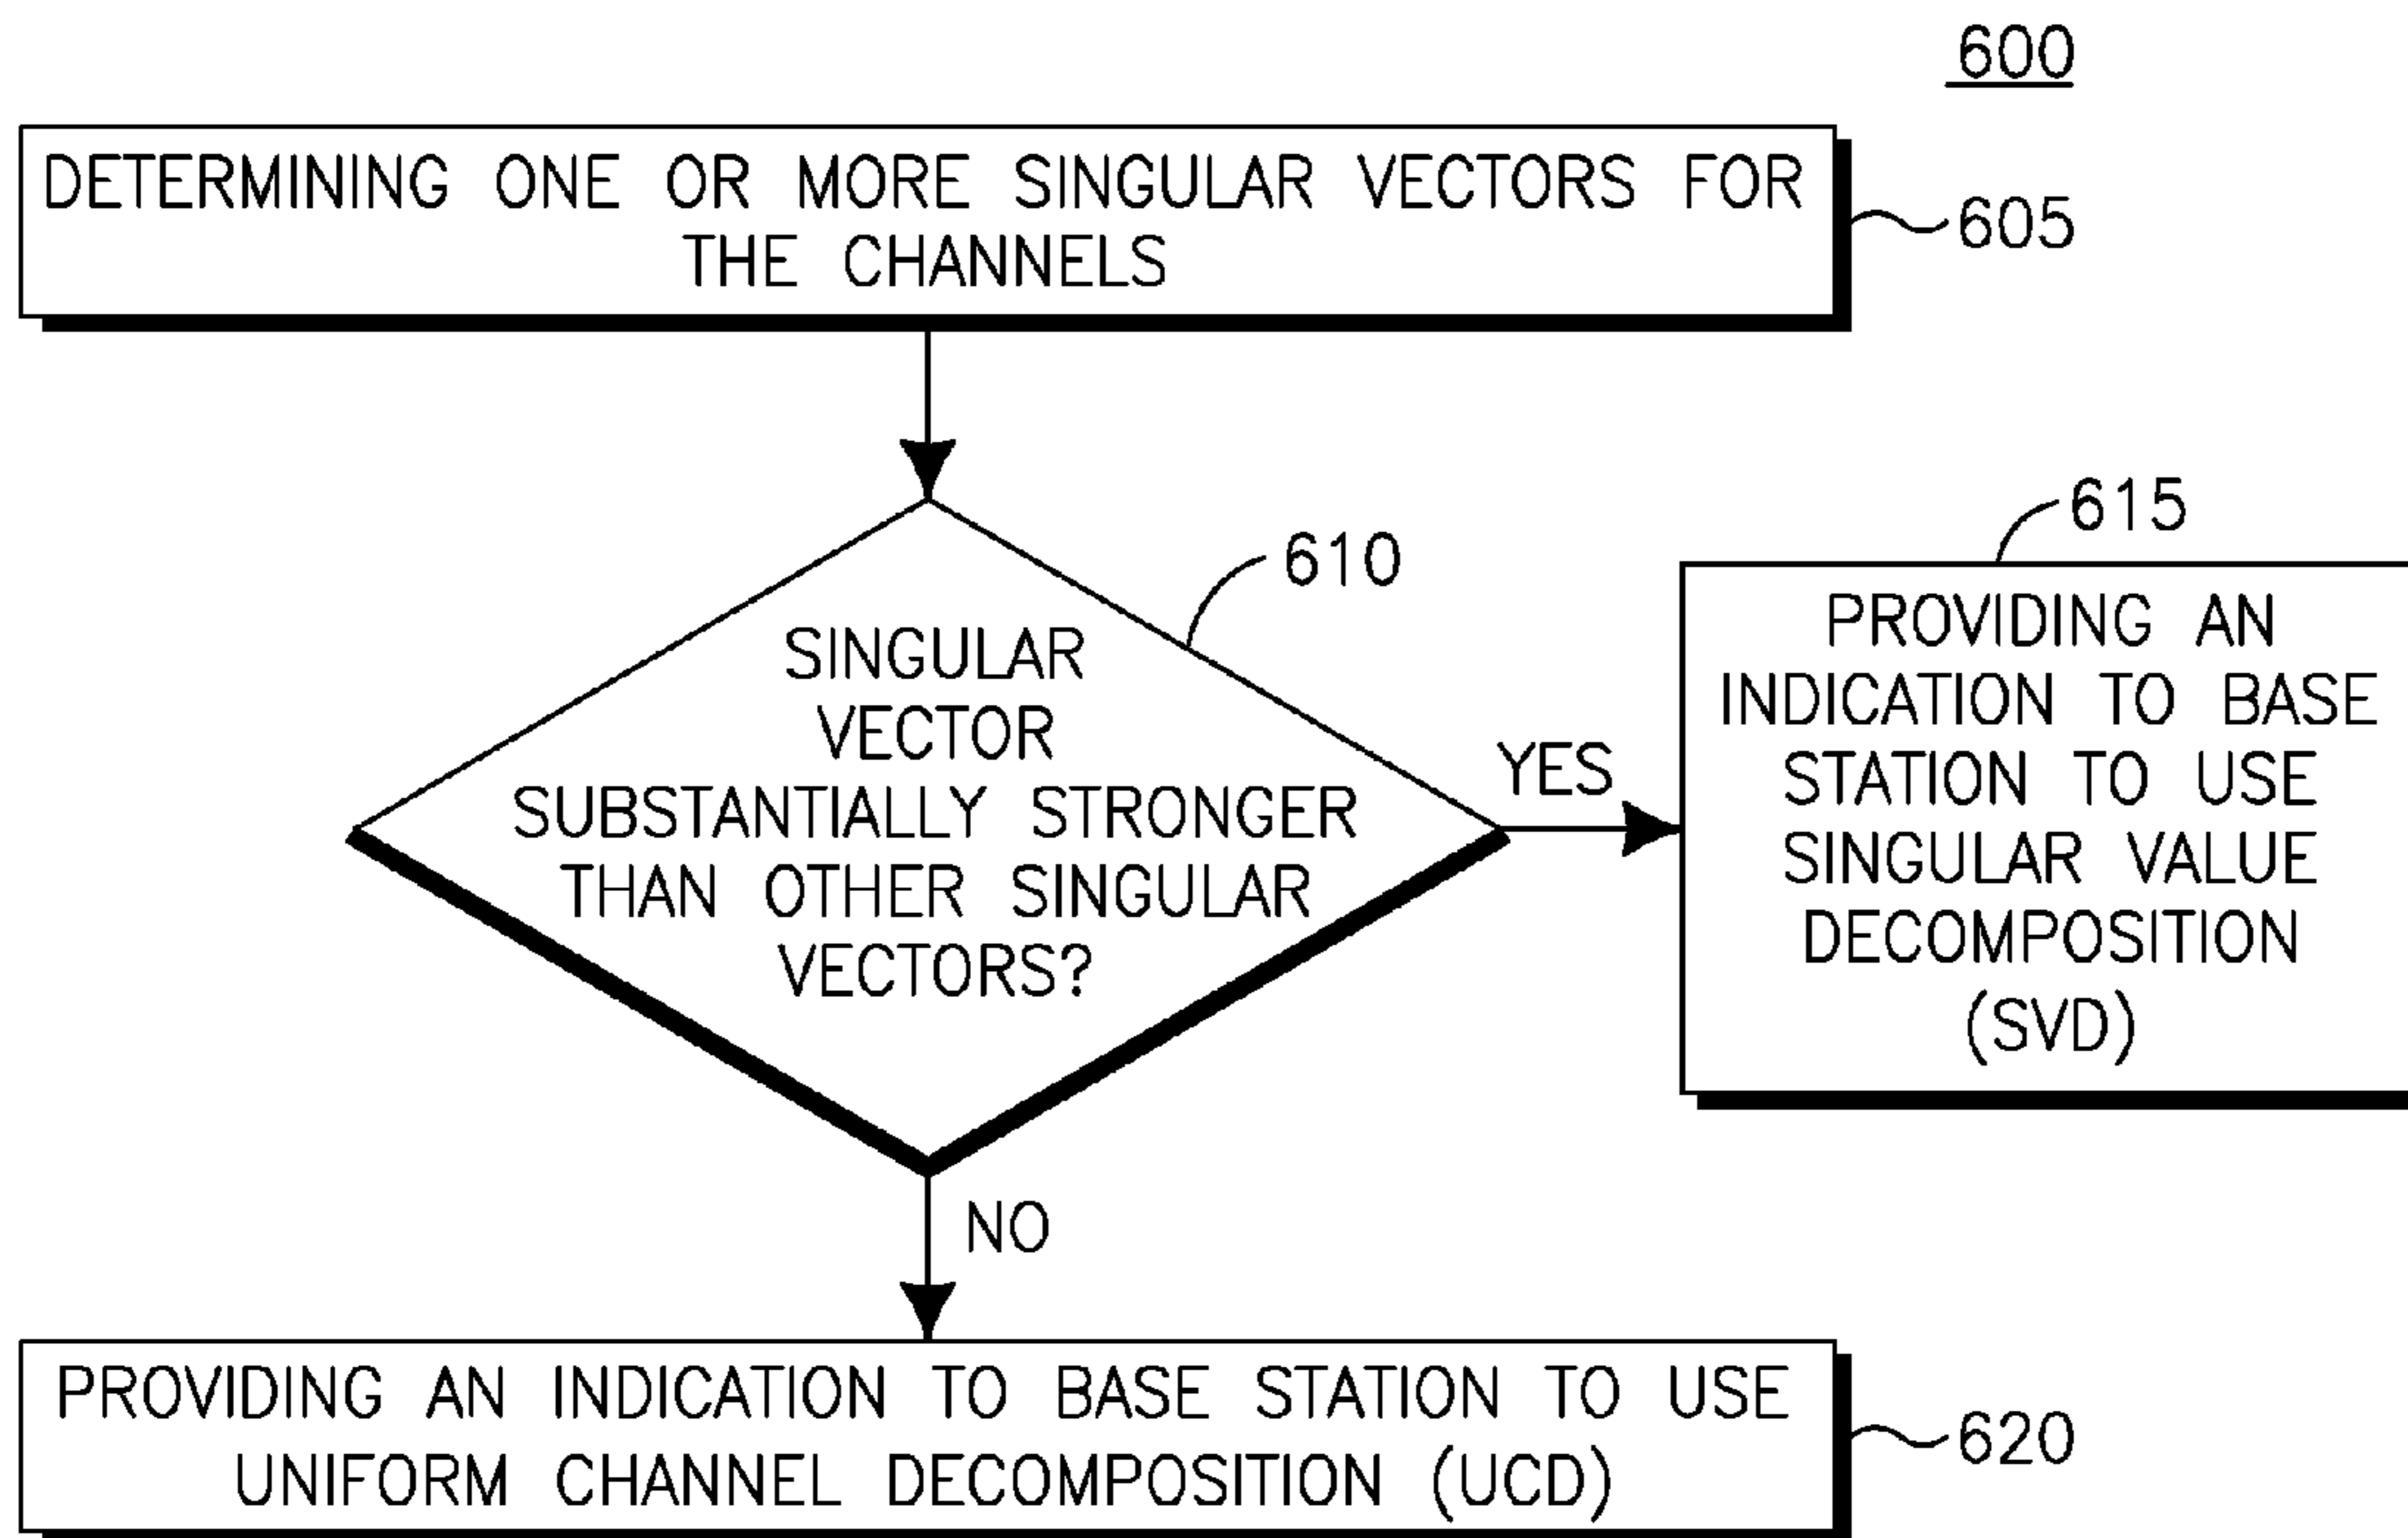 600
DETERMINING ONE OR MORE SINGULAR VECTORS FOR
THE CHANNELS
605
610
SINGULAR
VECTOR
SUBSTANTIALLY STRONGER
THAN OTHER SINGULAR
VECTORS?
YES
615
PROVIDING AN
INDICATION TO BASE
STATION TO USE
SINGULAR VALUE
DECOMPOSITION
(SVD)
NO
PROVIDING AN INDICATION TO BASE STATION TO USE
UNIFORM CHANNEL DECOMPOSITION (UCD)
620